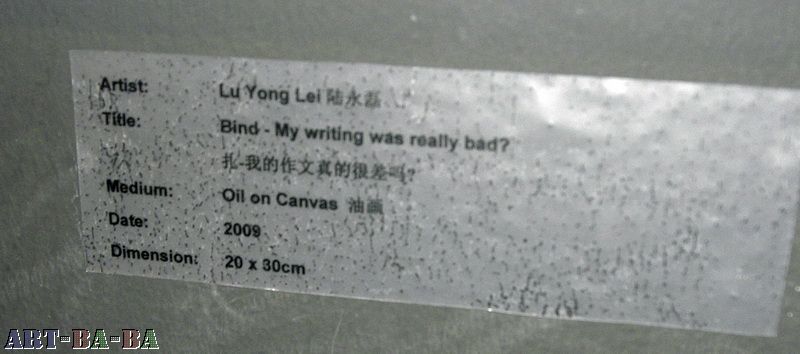 Artist: Lu Yong Lei 陆永磊
Title: Bind - My writing was really bad?
扎-我的作文真的很差吗?
Medium: Oil on Canvas 油画
Date: 2009
Dimension: 20 x 30cm
ART-BA-BA